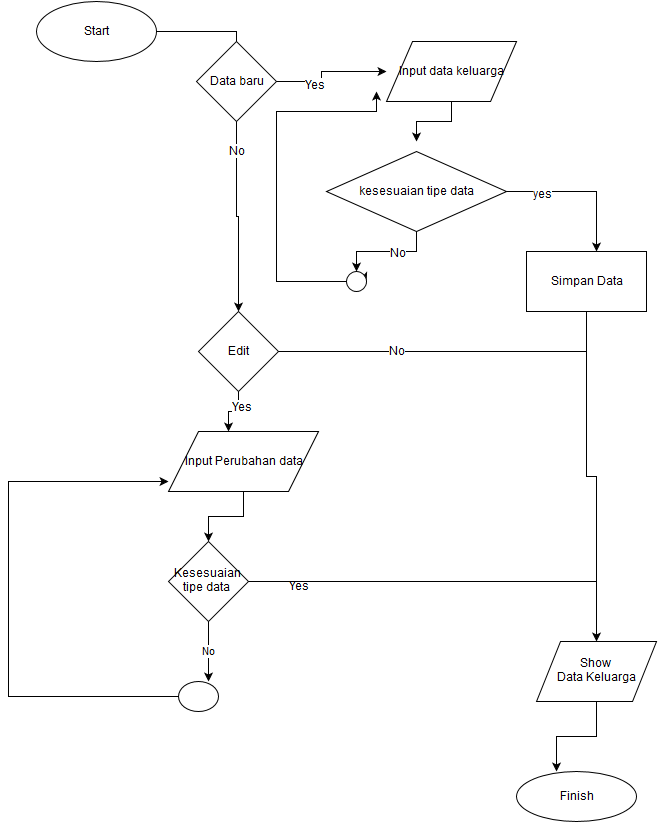 Start
Data baru
Yes
Input data keluarga
No
kesesuaian tipe data
yes
No
Simpan Data
Edit
No
Yes
Input Perubahan data
Kesesuaian
tipe data
Yes
No
Show
Data Keluarga
Finish